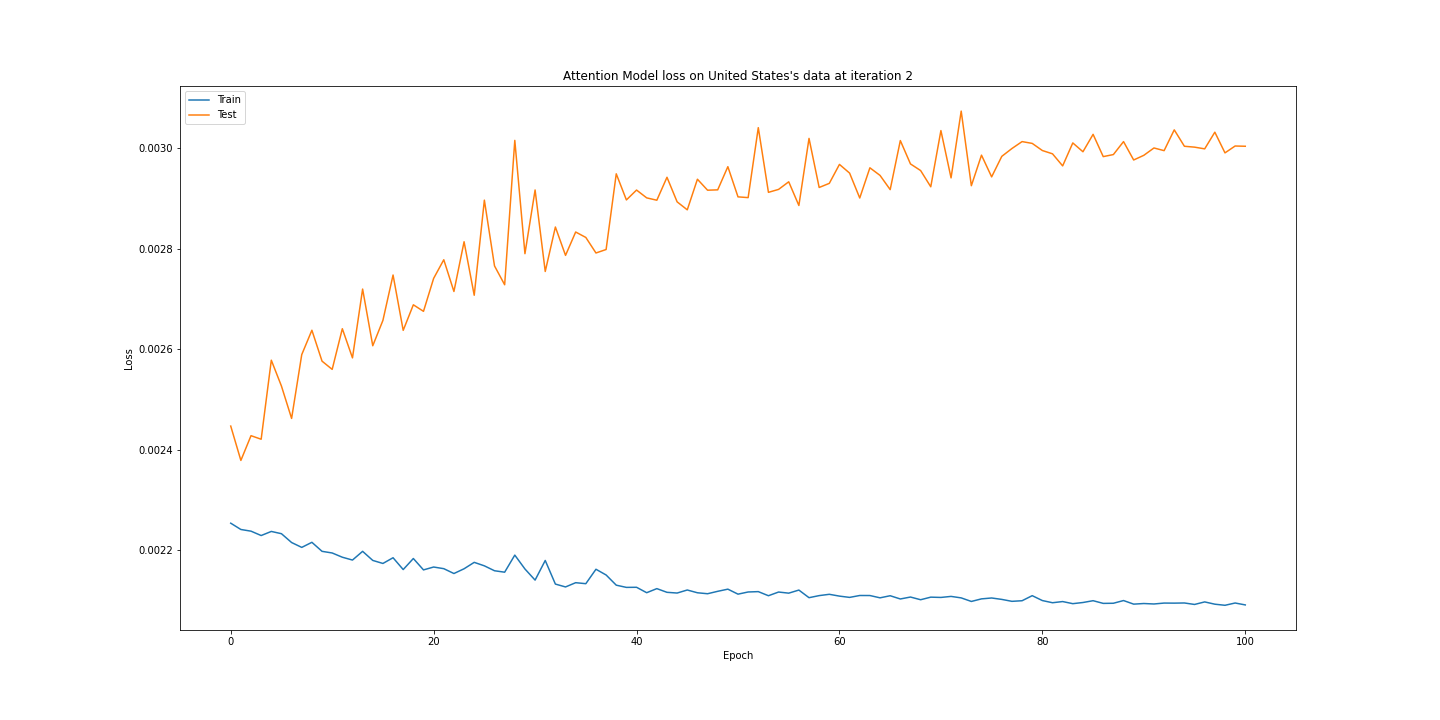 Attention Model loss on United States's data at iteration 2
Train
Test
0.0030
0.0028
0.0026
0.0024
0.0022
Loss
0
20
40
60
80
100
Epoch